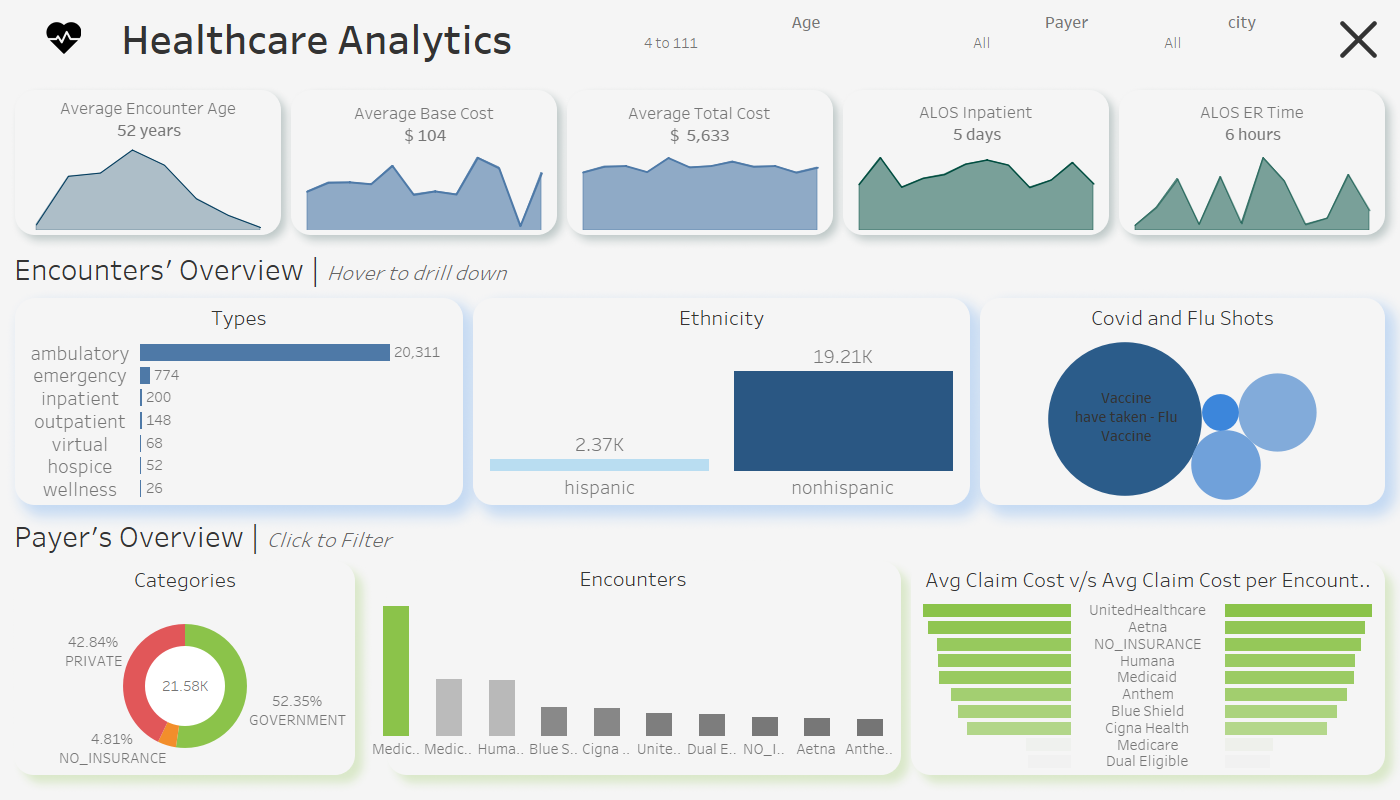 Healthcare Analytics
Age
4 to 111
Payer
All
city
All
Average Encounter Age
52 years
Average Base Cost
$ 104
Average Total Cost
$ 5,633
ALOS Inpatient
5 days
ALOS ER Time
6 hours
Encounters’ Overview | Hover to drill down
Types
ambulatory 20,311
emergency 774
inpatient 200
outpatient 148
virtual 68
hospice 52
wellness 26
Ethnicity
2.37K
19.21K
hispanic
nonhispanic
Covid and Flu Shots
Vaccine
have taken - Flu
Vaccine
Payer’s Overview | Click to Filter
Categories
42.84%
PRIVATE
21.58K
52.35%
GOVERNMENT
4.81%
NO_INSURANCE
Encounters
Medic.. Medic.. Huma.. Blue S.. Cigna .. Unite.. Dual E.. NO_I.. Aetna Anthe..
Avg Claim Cost v/s Avg Claim Cost per Encount..
UnitedHealthcare
Aetna
NO_INSURANCE
Humana
Medicaid
Anthem
Blue Shield
Cigna Health
Medicare
Dual Eligible